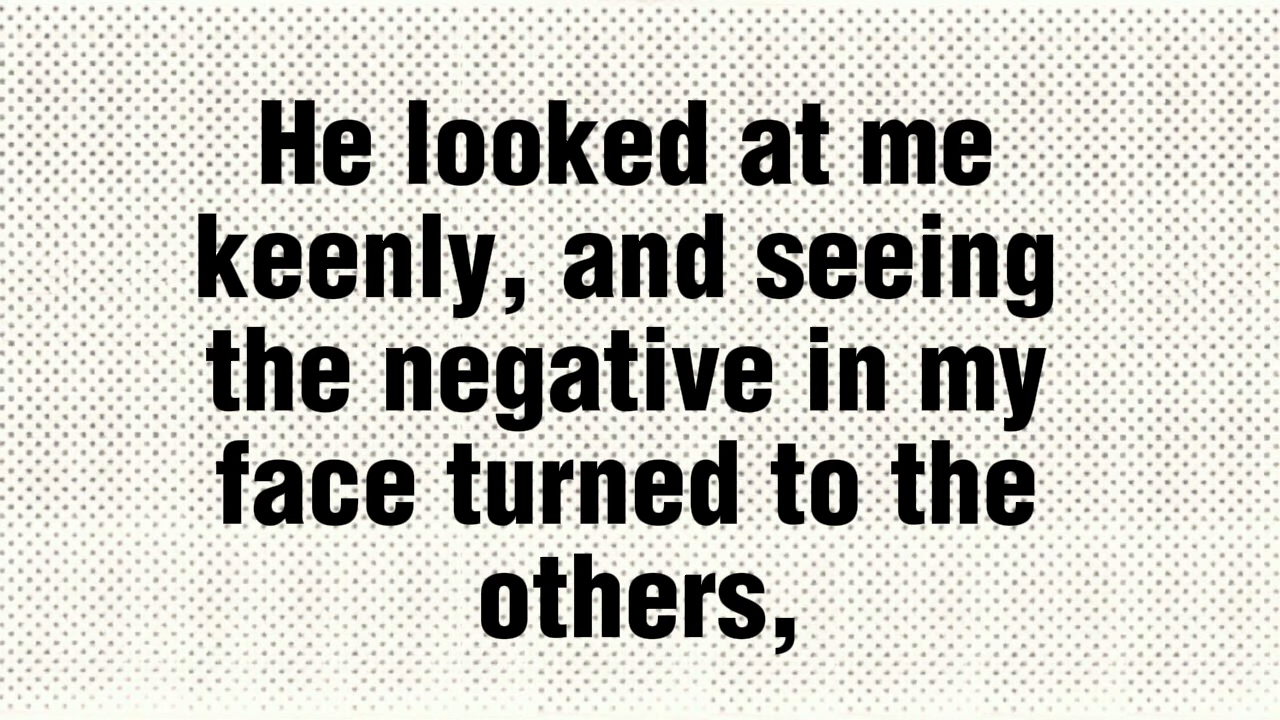 He looked at me
keenly, and seeing
the negative in my
face turned to the
others,